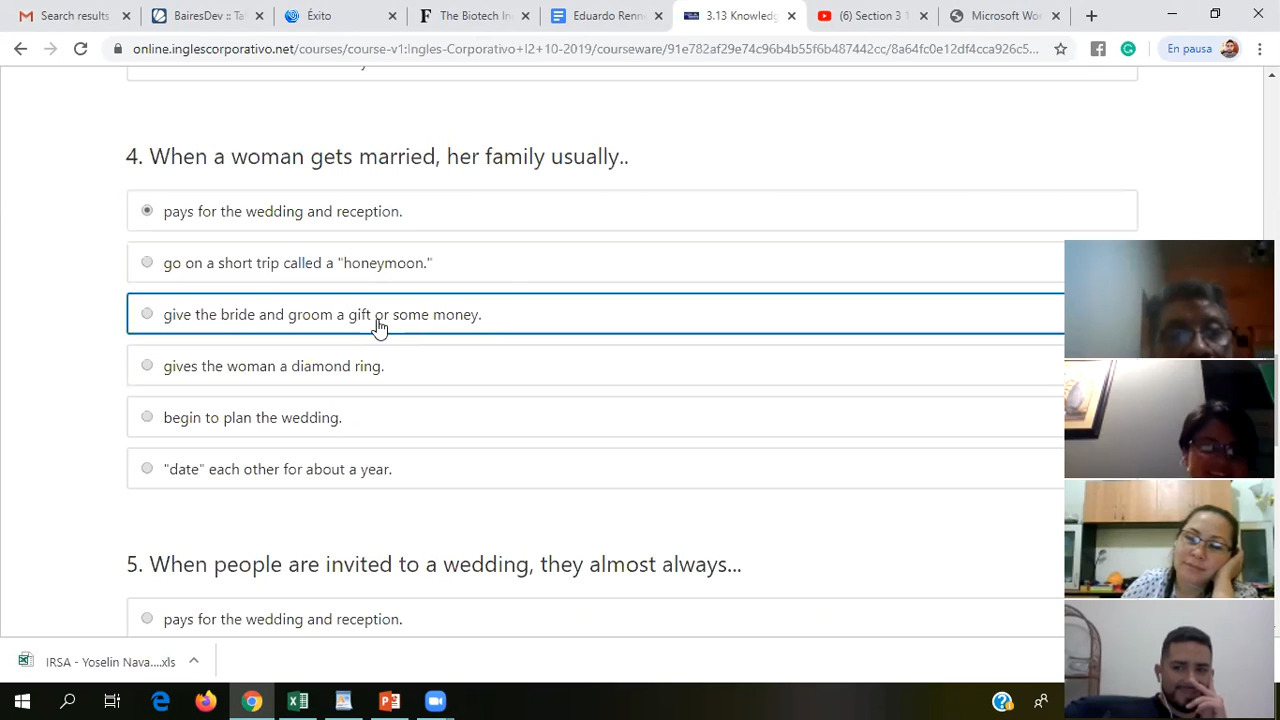 Search results
BairesDev :: Ta
Éxito
The Biotech In
Eduardo Renn
3.13 Knowledg
(6) Section 3 1
Microsoft Wor
online.inglescorporativo.net/courses/course-v1:Ingles-Corporativo+I2+10-2019/courseware/91e782af29e74c96b4b55f6b487442cc/8a64fc0e12df4cca926c5...
En pausa
4. When a woman gets married, her family usually..
pays for the wedding and reception.
go on a short trip called a "honeymoon."
give the bride and groom a gift or some money.
gives the woman a diamond ring.
begin to plan the wedding.
"date" each other for about a year.
5. When people are invited to a wedding, they almost always...
pays for the wedding and reception.
IRSA - Yoselin Nava....xls